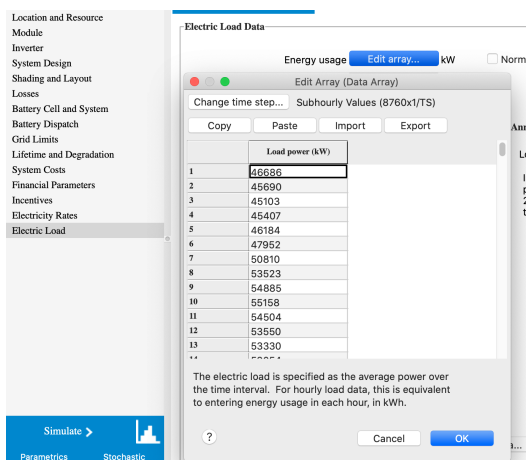 Location and Resource
Module
Inverter
System Design
Shading and Layout
Losses
Battery Cell and System
Battery Dispatch
Grid Limits
Lifetime and Degradation
System Costs
Financial Parameters
Incentives
Electricity Rates
Electric Load
Simulate >
Parametrics Stochastic
Electric Load Data
Energy usage Edit array... kW Norm
Edit Array (Data Array)
Change time step... Subhourly Values (8760x1/TS)
Copy Paste Import Export
Load power (kW)
1 46686
2 45690
3 45103
4 45407
5 46184
6 47952
7 50810
8 53523
9 54885
10 55158
11 54504
12 53550
13 53330
The electric load is specified as the average power over
the time interval. For hourly load data, this is equivalent
to entering energy usage in each hour, in kWh.
? Cancel OK